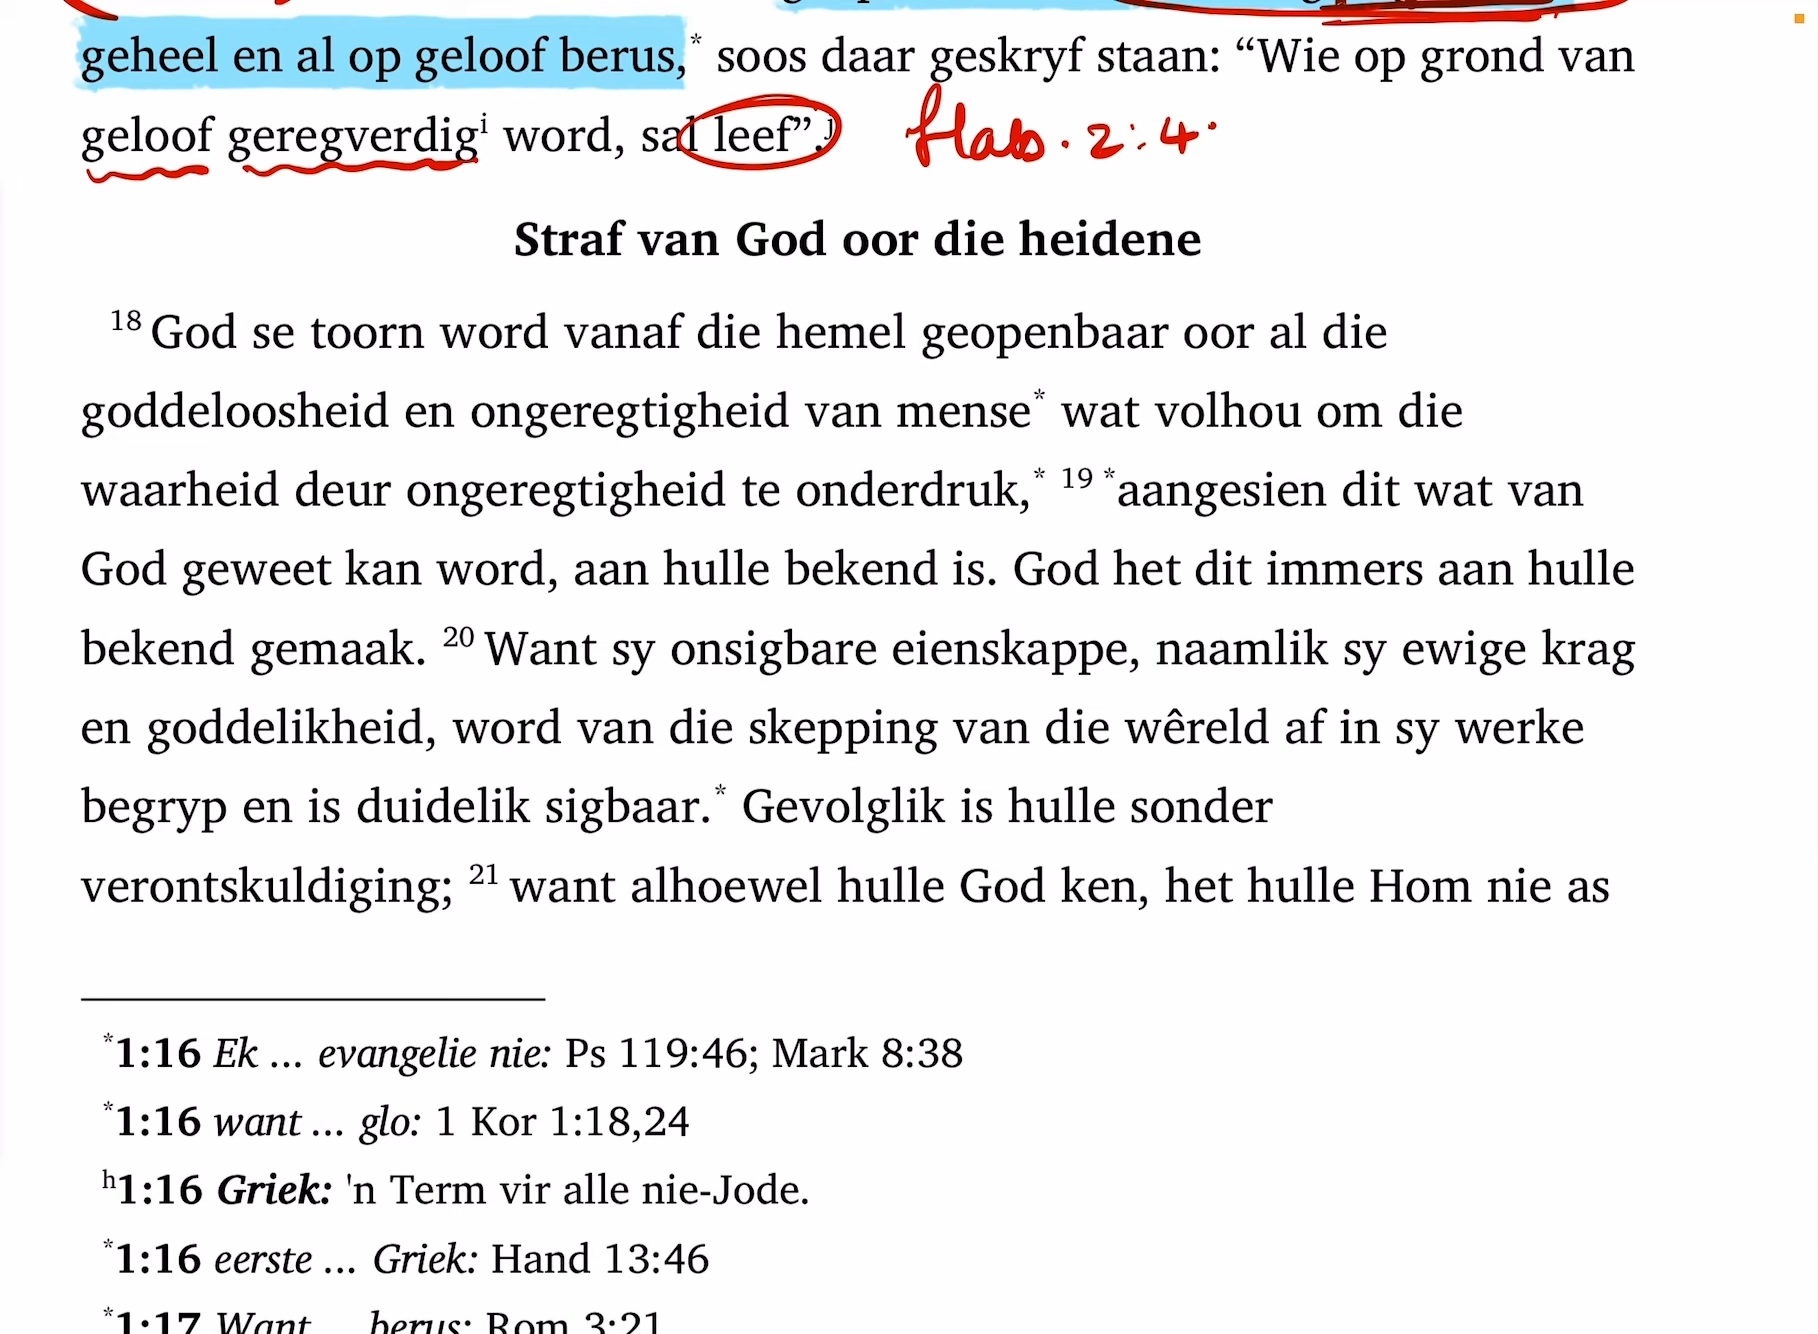 geheel en al op geloof berus,* soos daar geskryf staan: “Wie op grond van
geloof geregverdigⁱ word, sal leef”.ʲ Hab. 2:4.
Straf van God oor die heidene
¹⁸ God se toorn word vanaf die hemel geopenbaar oor al die
goddeloosheid en ongeregtigheid van mense* wat volhou om die
waarheid deur ongeregtigheid te onderdruk,* ¹⁹ *aangesien dit wat van
God geweet kan word, aan hulle bekend is. God het dit immers aan hulle
bekend gemaak. ²⁰ Want sy onsigbare eienskappe, naamlik sy ewige krag
en goddelikheid, word van die skepping van die wêreld af in sy werke
begryp en is duidelik sigbaar.* Gevolglik is hulle sonder
verontskuldiging; ²¹ want alhoewel hulle God ken, het hulle Hom nie as
*1:16 Ek ... evangelie nie: Ps 119:46; Mark 8:38
*1:16 want ... glo: 1 Kor 1:18,24
ʰ1:16 Griek: 'n Term vir alle nie-Jode.
*1:16 eerste ... Griek: Hand 13:46
*1:17 Want ... berus: Rom 3:21